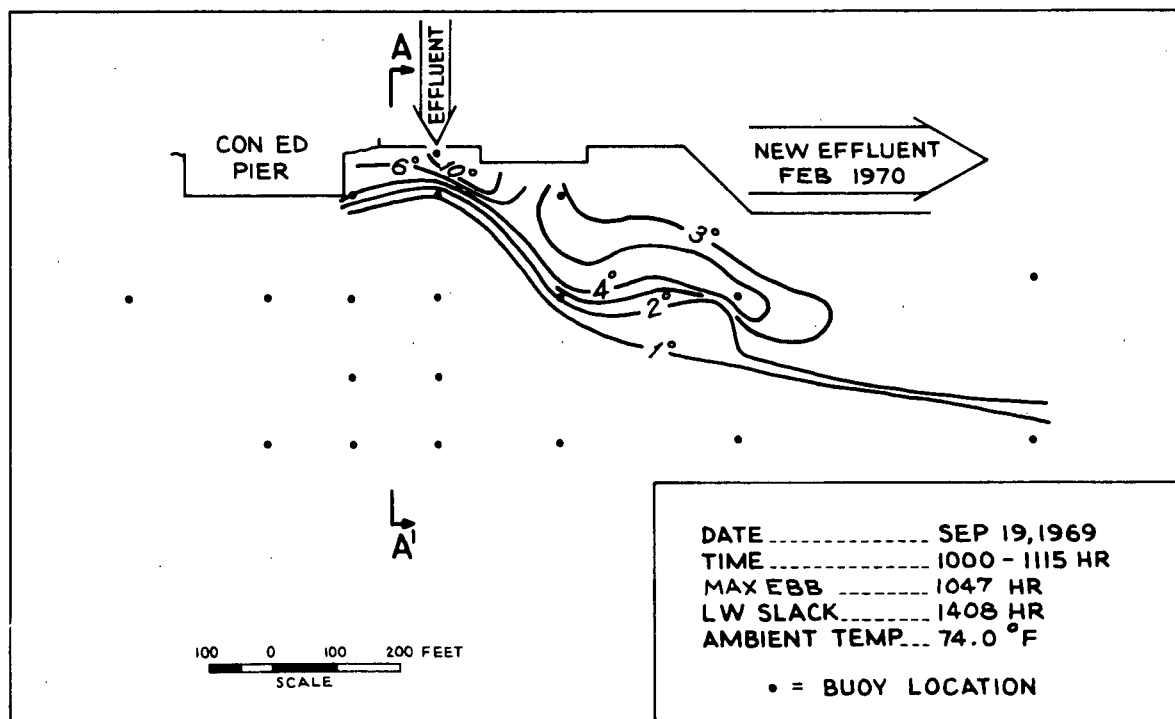 A
EFFLUENT
CON ED
PIER
6°
10°
NEW EFFLUENT
FEB 1970
3°
4°
2°
1°
A'
DATE............ SEP 19,1969
TIME............ 1000 - 1115 HR
MAX EBB ........ 1047 HR
LW SLACK........ 1408 HR
AMBIENT TEMP... 74.0 °F
• = BUOY LOCATION
100 0 100 200 FEET
SCALE